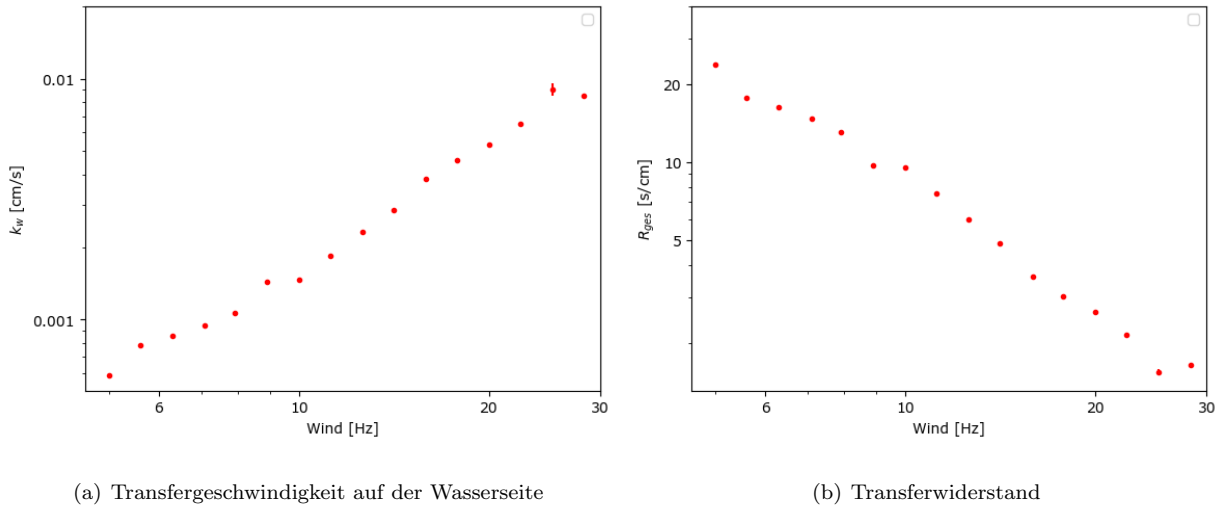 0.01
0.001
k_w [cm/s]
6 10 20 30
Wind [Hz]
20
10
5
R_ges [s/cm]
6 10 20 30
Wind [Hz]
(a) Transfergeschwindigkeit auf der Wasserseite
(b) Transferwiderstand